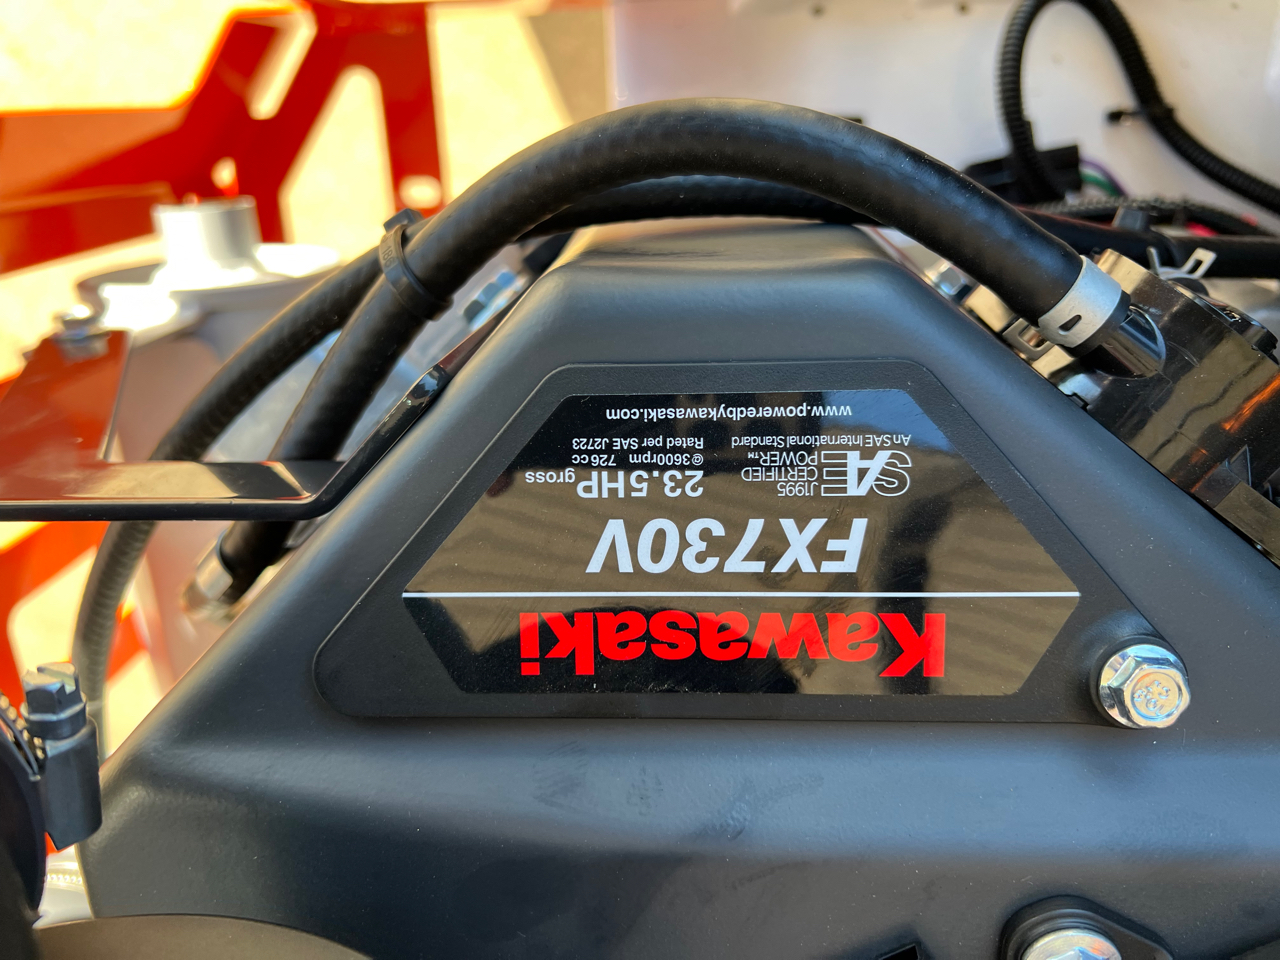 Kawasaki
FX730V
SAE J1995 CERTIFIED POWER™
An SAE International Standard
23.5HP gross
@3600rpm 726cc
Rated per SAE J2723
www.poweredbykawasaki.com